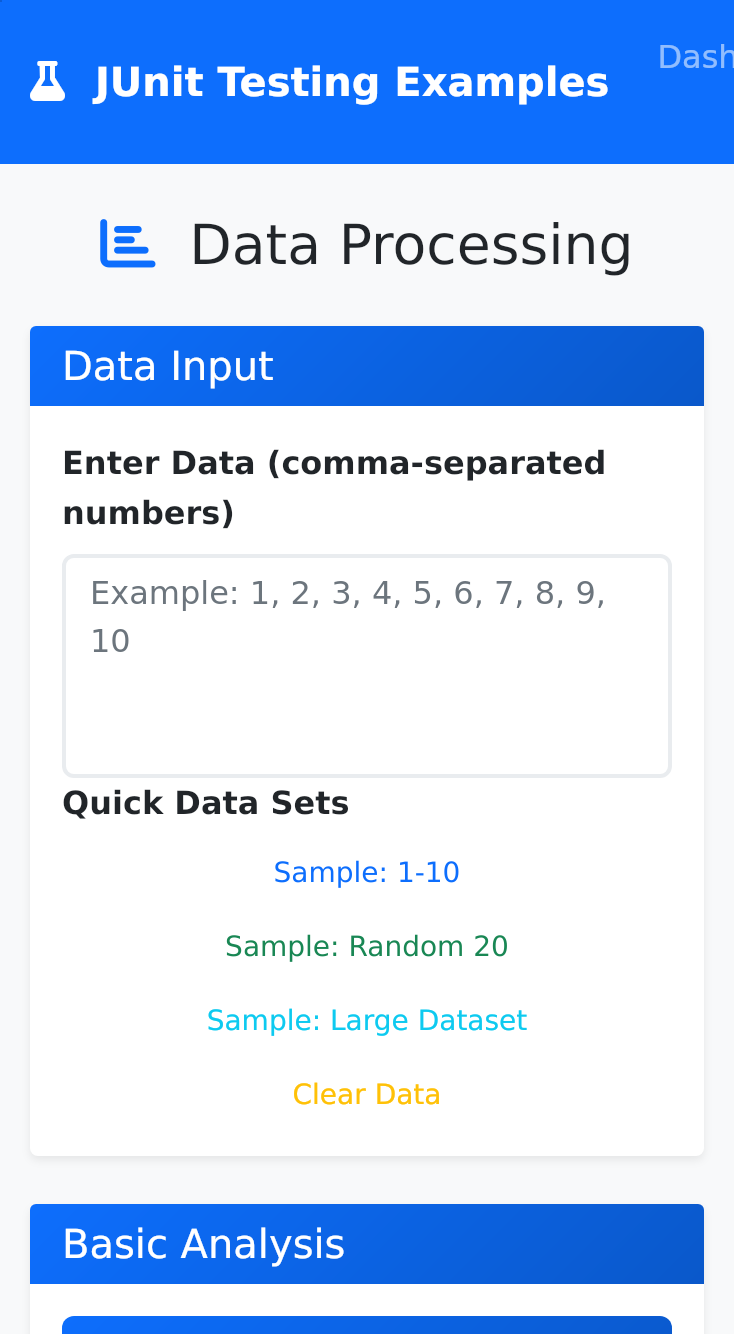 JUnit Testing Examples
Dash
Data Processing
Data Input
Enter Data (comma-separated
numbers)
Example: 1, 2, 3, 4, 5, 6, 7, 8, 9,
10
Quick Data Sets
Sample: 1-10
Sample: Random 20
Sample: Large Dataset
Clear Data
Basic Analysis